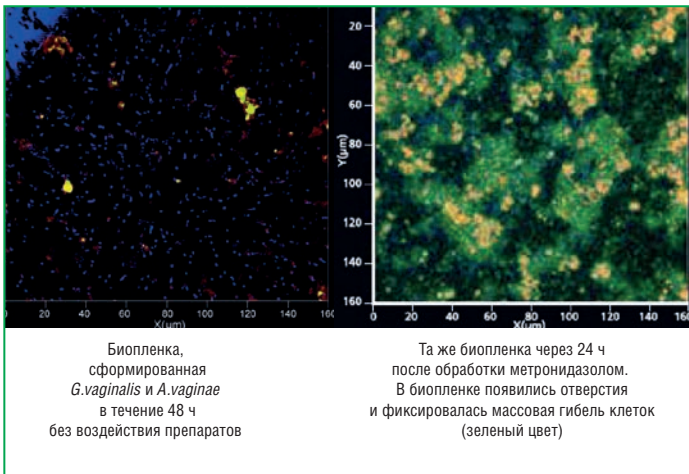 20
40
60
80
100
120
140
160
Y(µm)
0 20 40 60 80 100 120 140 160
X(µm)
0 20 40 60 80 100 120 140 160
X(µm)
Биопленка,
сформированная
G.vaginalis и A.vaginae
в течение 48 ч
без воздействия препаратов
Та же биопленка через 24 ч
после обработки метронидазолом.
В биопленке появились отверстия
и фиксировалась массовая гибель клеток
(зеленый цвет)